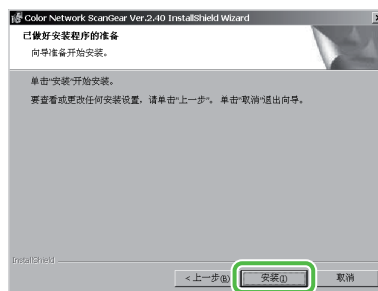 Color Network ScanGear Ver.2.40 InstallShield Wizard
已做好安装程序的准备
向导准备开始安装。
单击“安装”开始安装。
要查看或更改任何安装设置，请单击“上一步”。单击“取消”退出向导。
InstallShield
< 上一步(B)
安装(I)
取消